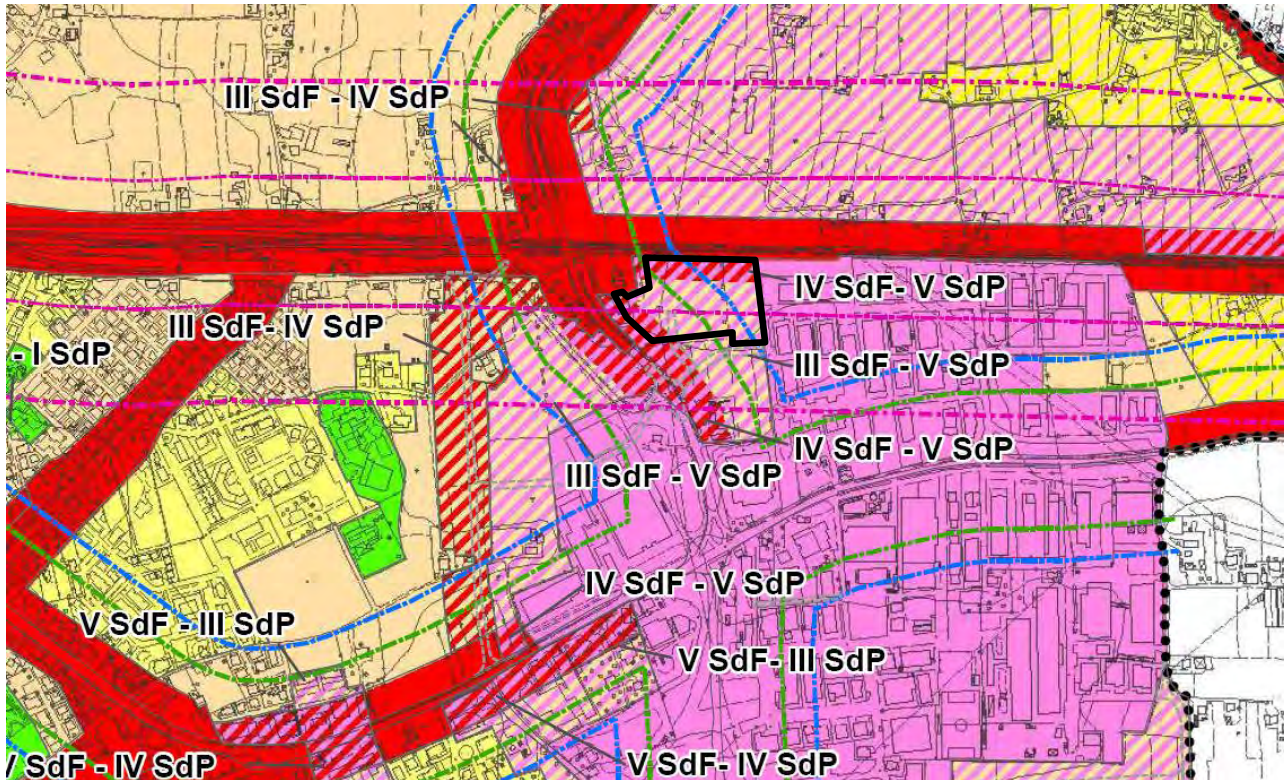 III SdF - IV SdP
IV SdF- V SdP
III SdF- IV SdP
- I SdP
III SdF - V SdP
IV SdF - V SdP
III SdF - V SdP
IV SdF - V SdP
V SdF - III SdP
V SdF- III SdP
V SdF - IV SdP
V SdF- IV SdP